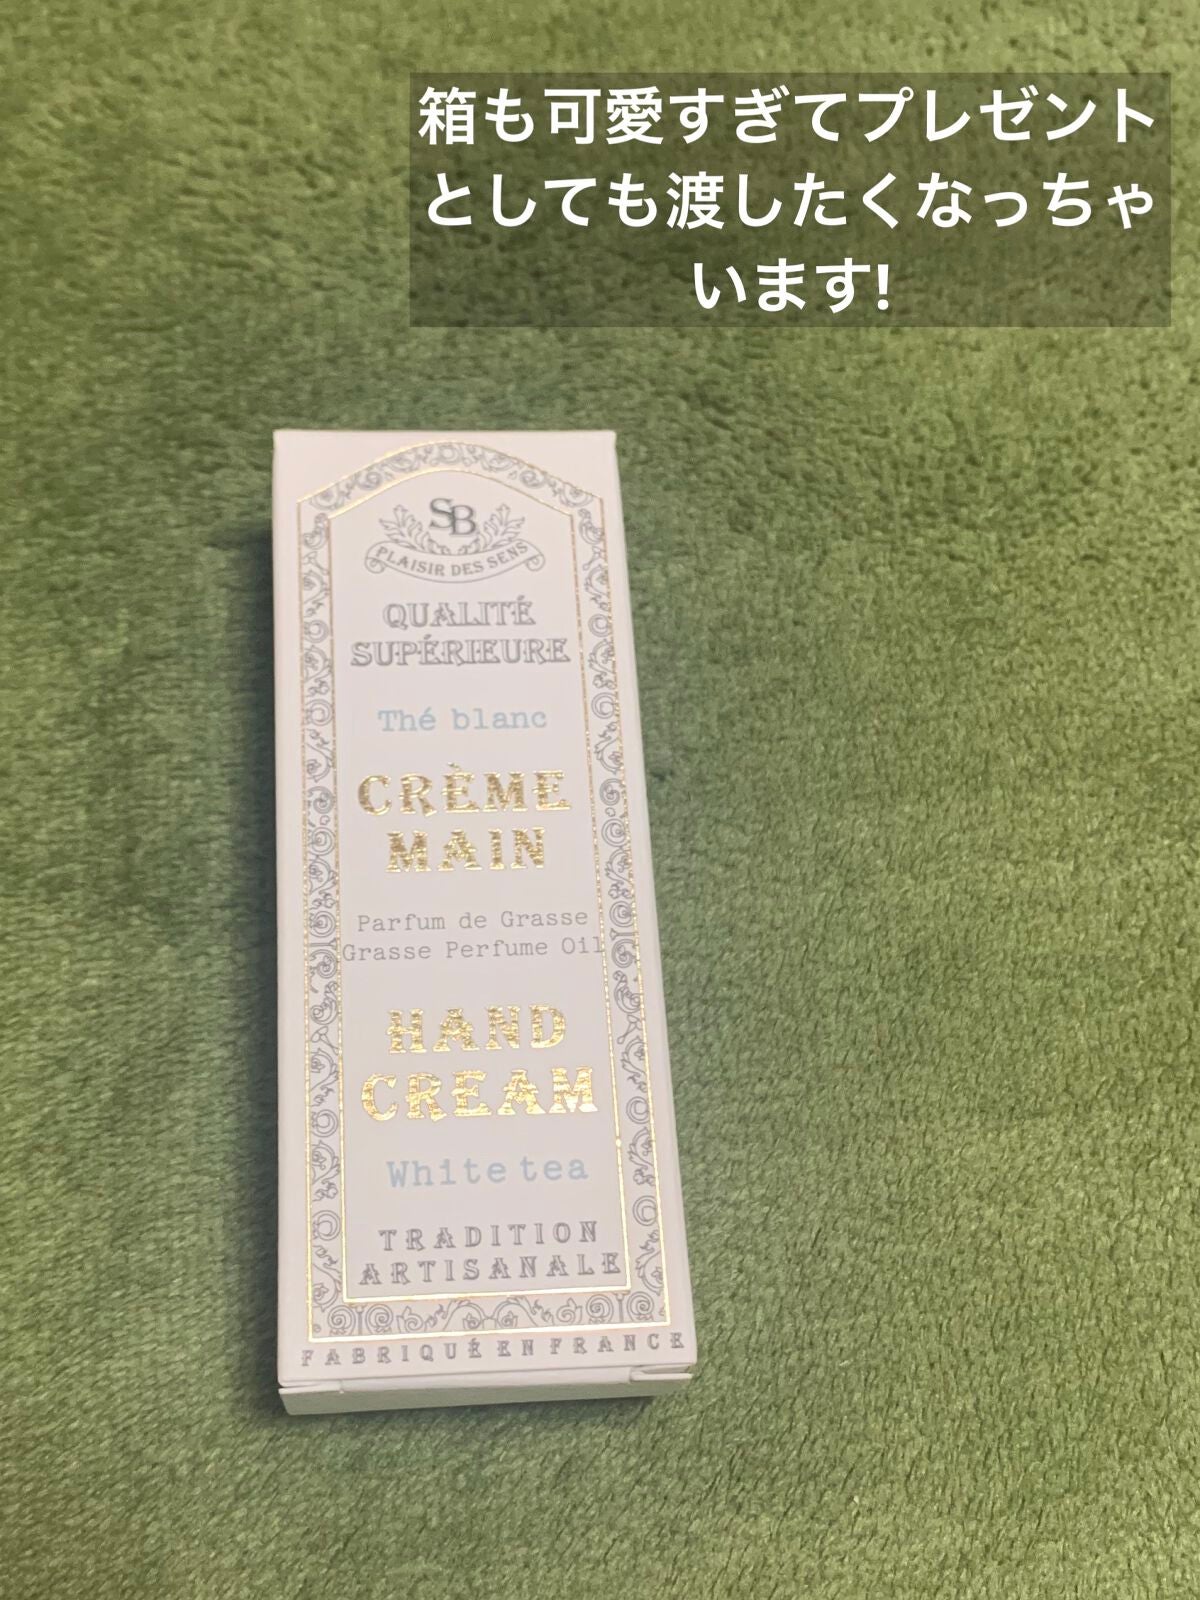 箱も可愛すぎてプレゼント
としても渡したくなっちゃ
います!
SB
PLAISIR DES SENS
QUALITÉ
SUPÉRIEURE
Thé blanc
CRÈME
MAIN
Parfum de Grasse
Grasse Perfume Oil
HAND
CREAM
White tea
TRADITION
ARTISANALE
FABRIQUÉ EN FRANCE